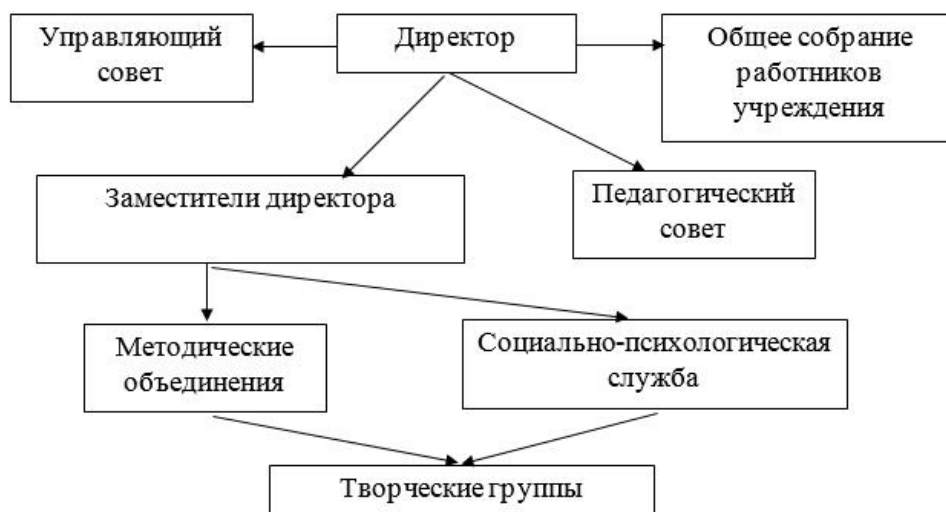 Управляющий
совет
Директор
Общее собрание
работников
учреждения
Заместители директора
Педагогический
совет
Методические
объединения
Социально-психологическая
служба
Творческие группы